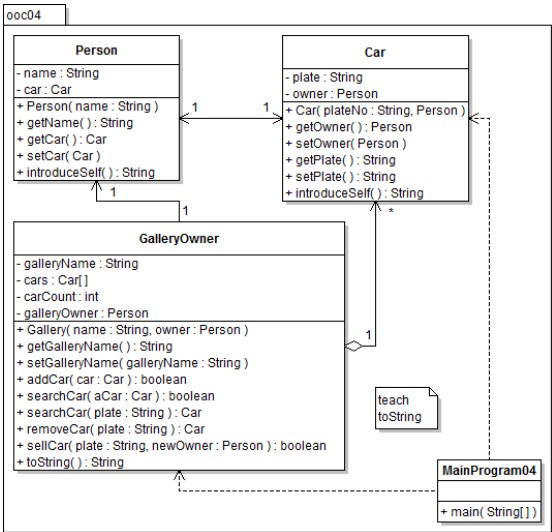 ooc04
Person
- name : String
- car : Car
+ Person( name : String )
+ getName( ) : String
+ getCar( ) : Car
+ setCar( Car )
+ introduceSelf( ) : String
1
1
Car
- plate : String
- owner : Person
+ Car( plateNo : String, Person )
+ getOwner( ) : Person
+ setOwner( Person )
+ getPlate( ) : String
+ setPlate( ) : String
+ introduceSelf( ) : String
1
1
*
1
GalleryOwner
- galleryName : String
- cars : Car[ ]
- carCount : int
- galleryOwner : Person
+ Gallery( name : String, owner : Person )
+ getGalleryName( ) : String
+ setGalleryName( galleryName : String )
+ addCar( car : Car ) : boolean
+ searchCar( aCar : Car ) : boolean
+ searchCar( plate : String ) : Car
+ removeCar( plate : String ) : Car
+ sellCar( plate : String, newOwner : Person ) : boolean
+ toString( ) : String
teach
toString
MainProgram04
+ main( String[ ] )